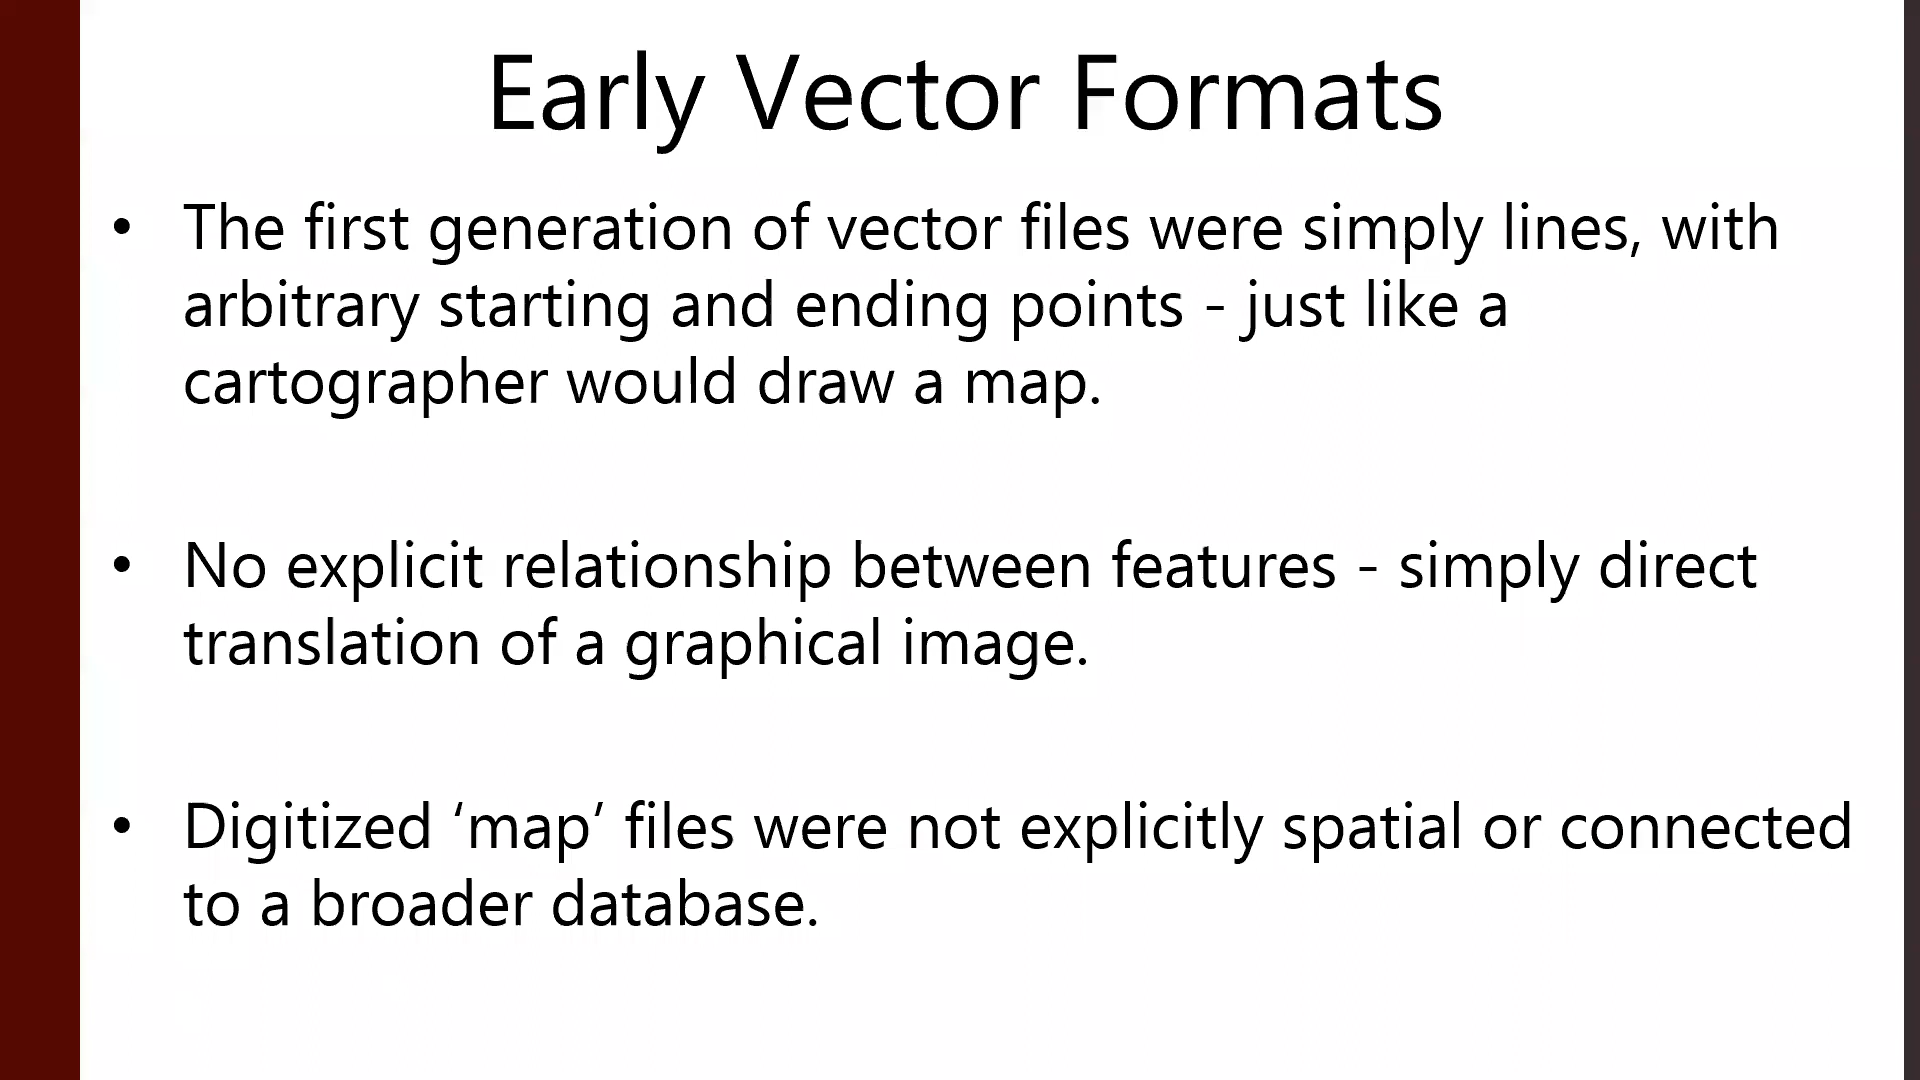 Early Vector Formats
• The first generation of vector files were simply lines, with
arbitrary starting and ending points - just like a
cartographer would draw a map.
• No explicit relationship between features - simply direct
translation of a graphical image.
• Digitized ‘map’ files were not explicitly spatial or connected
to a broader database.